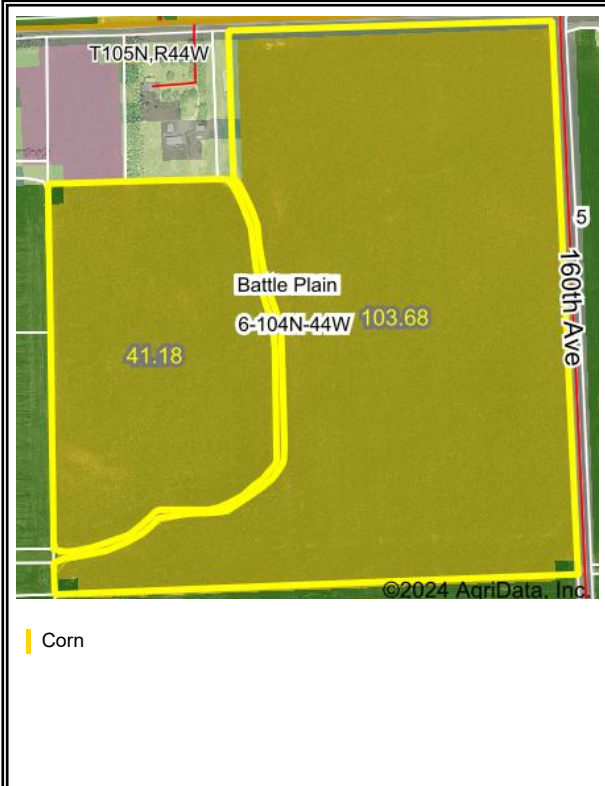 T105N,R44W
5
160th Ave
Battle Plain
6-104N-44W
103.68
41.18
©2024 AgriData, Inc.
Corn